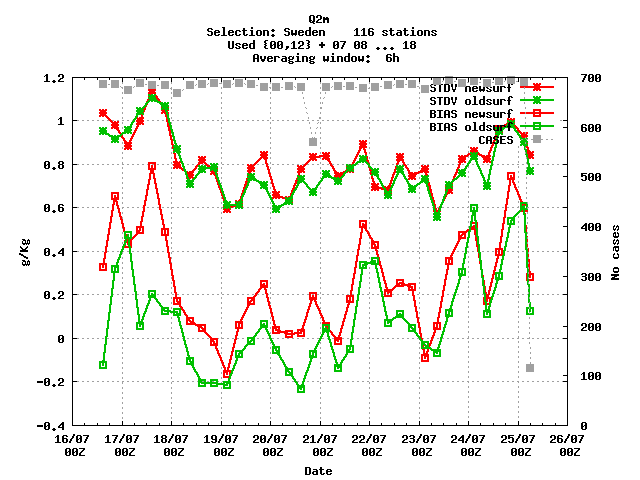 Q2m
Selection: Sweden    116 stations
Used {00,12} + 07 08 ... 18
Averaging window:  6h
1.2
1
0.8
0.6
0.4
0.2
0
-0.2
-0.4
g/Kg
700
600
500
400
300
200
100
0
No cases
STDV newsurf
STDV oldsurf
BIAS newsurf
BIAS oldsurf
CASES
16/07 17/07 18/07 19/07 20/07 21/07 22/07 23/07 24/07 25/07 26/07
00Z 00Z 00Z 00Z 00Z 00Z 00Z 00Z 00Z 00Z 00Z
Date